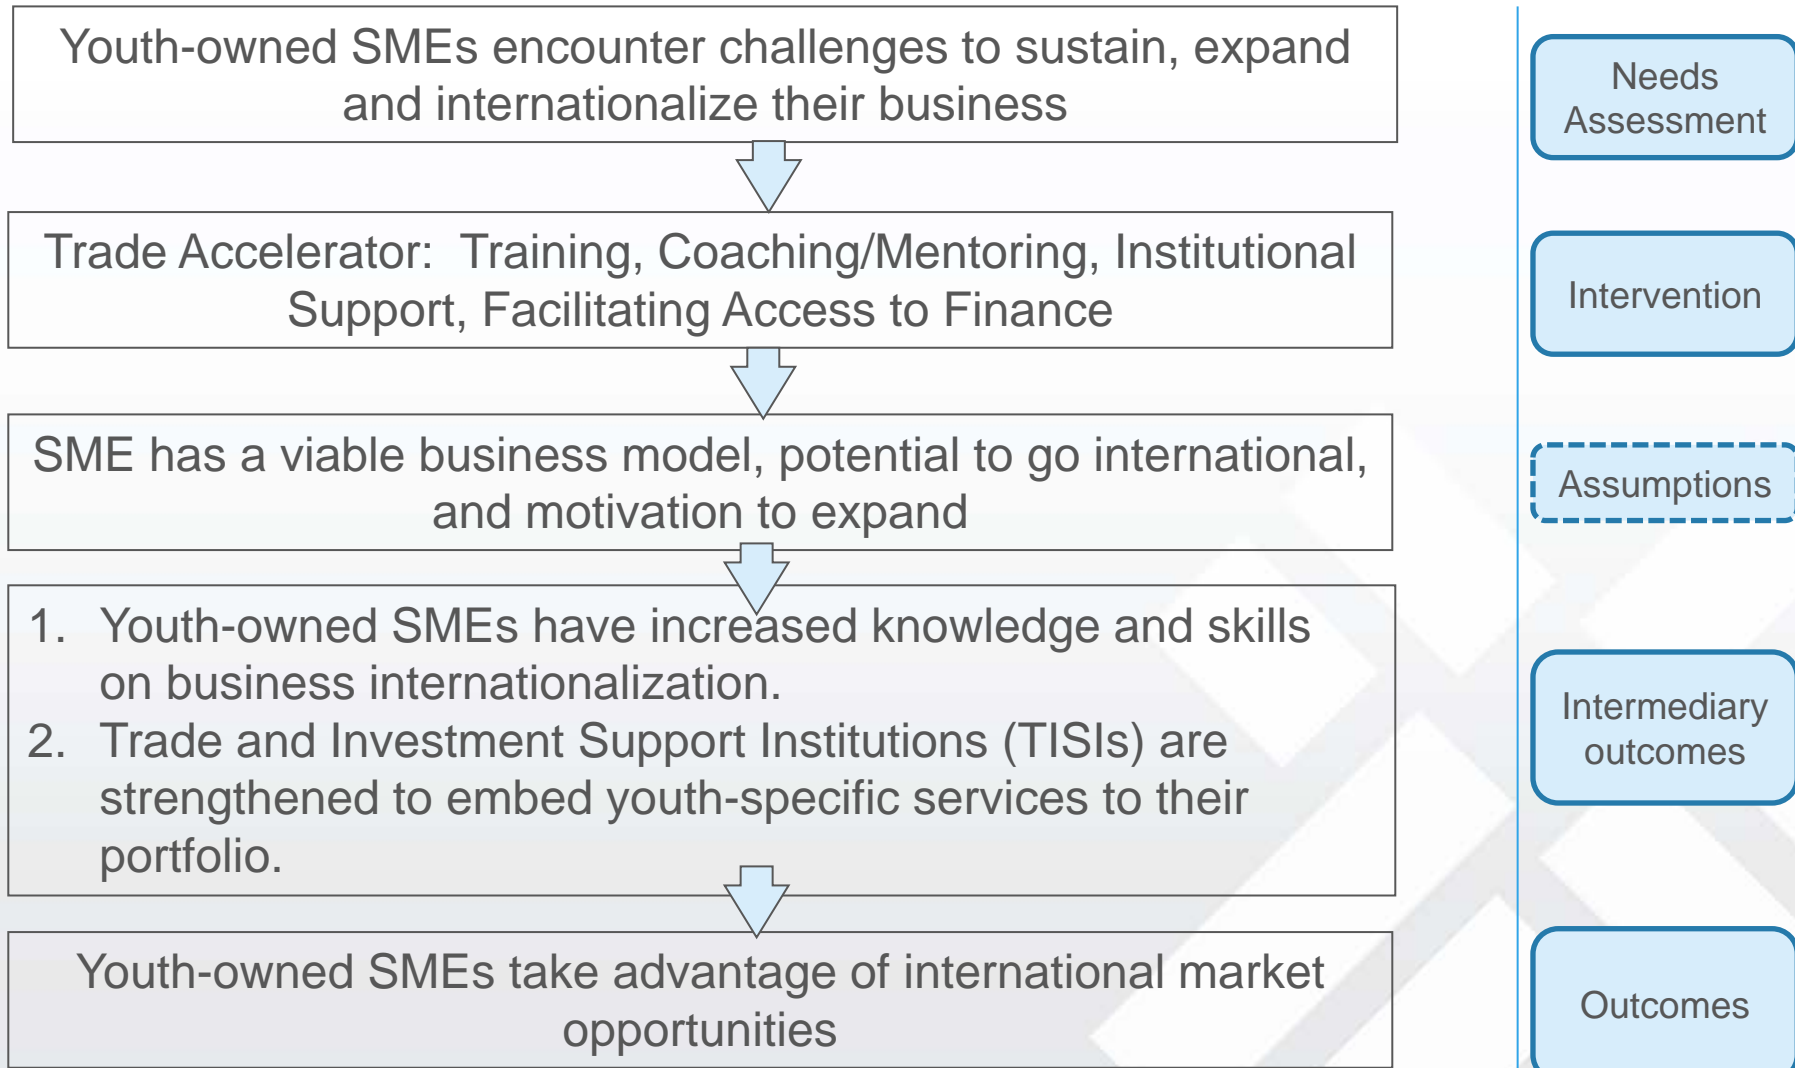 Youth-owned SMEs encounter challenges to sustain, expand
and internationalize their business
Needs
Assessment
Trade Accelerator:  Training, Coaching/Mentoring, Institutional
Support, Facilitating Access to Finance
Intervention
SME has a viable business model, potential to go international,
and motivation to expand
Assumptions
1. Youth-owned SMEs have increased knowledge and skills
on business internationalization.
2. Trade and Investment Support Institutions (TISIs) are
strengthened to embed youth-specific services to their
portfolio.
Intermediary
outcomes
Youth-owned SMEs take advantage of international market
opportunities
Outcomes